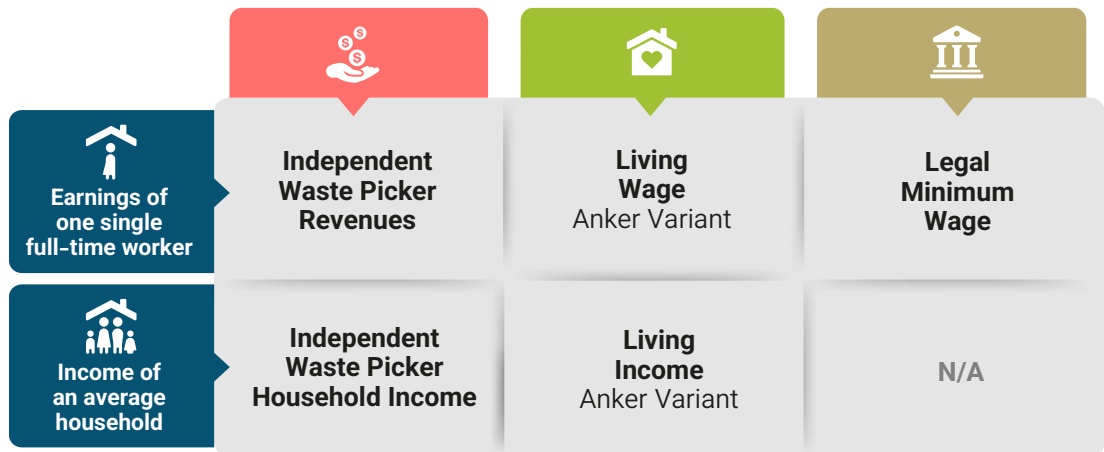 Earnings of
one single
full-time worker
Independent
Waste Picker
Revenues
Living
Wage
Anker Variant
Legal
Minimum
Wage
Income of
an average
household
Independent
Waste Picker
Household Income
Living
Income
Anker Variant
N/A